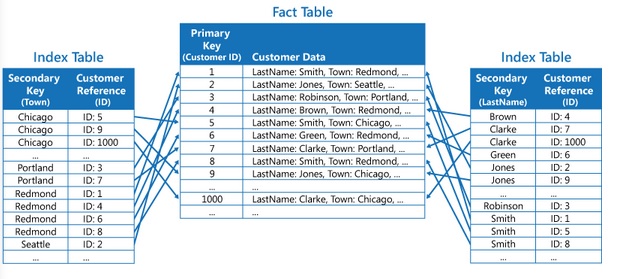 Fact Table
Index Table
Secondary Key (Town) Customer Reference (ID)
Chicago ID: 5
Chicago ID: 9
Chicago ID: 1000
... ...
Portland ID: 3
Portland ID: 7
Redmond ID: 1
Redmond ID: 4
Redmond ID: 6
Redmond ID: 8
Seattle ID: 2
... ...
Primary Key (Customer ID) Customer Data
1 LastName: Smith, Town: Redmond, ...
2 LastName: Jones, Town: Seattle, ...
3 LastName: Robinson, Town: Portland, ...
4 LastName: Brown, Town: Redmond, ...
5 LastName: Smith, Town: Chicago, ...
6 LastName: Green, Town: Redmond, ...
7 LastName: Clarke, Town: Portland, ...
8 LastName: Smith, Town: Redmond, ...
9 LastName: Jones, Town: Chicago, ...
... ...
1000 LastName: Clarke, Town: Chicago, ...
... ...
Index Table
Secondary Key (LastName) Customer Reference (ID)
Brown ID: 4
Clarke ID: 7
Clarke ID: 1000
Green ID: 6
Jones ID: 2
Jones ID: 9
... ...
Robinson ID: 3
Smith ID: 1
Smith ID: 5
Smith ID: 8
... ...